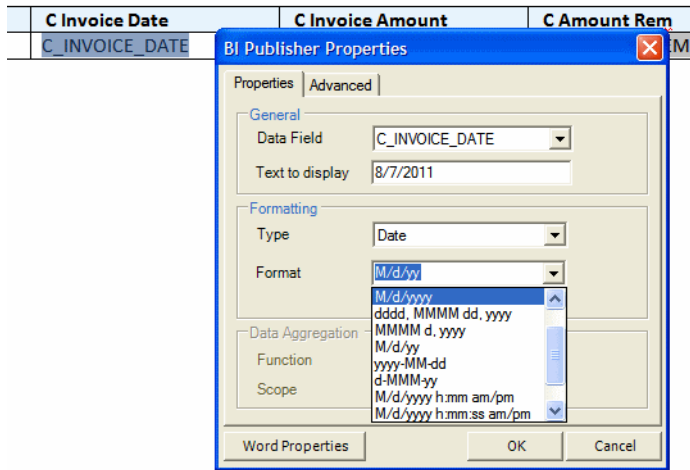 C Invoice Date C Invoice Amount C Amount Rem
C_INVOICE_DATE EM
BI Publisher Properties
Properties Advanced
General
Data Field C_INVOICE_DATE
Text to display 8/7/2011
Formatting
Type Date
Format M/d/yy
M/d/yyyy
dddd, MMMM dd, yyyy
MMMM d, yyyy
M/d/yy
yyyy-MM-dd
d-MMM-yy
M/d/yyyy h:mm am/pm
M/d/yyyy h:mm:ss am/pm
Data Aggregation
Function
Scope
Word Properties OK Cancel